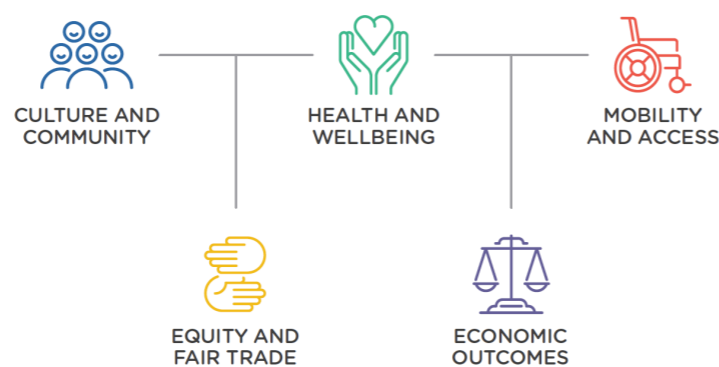 CULTURE AND
COMMUNITY
HEALTH AND
WELLBEING
MOBILITY
AND ACCESS
EQUITY AND
FAIR TRADE
ECONOMIC
OUTCOMES